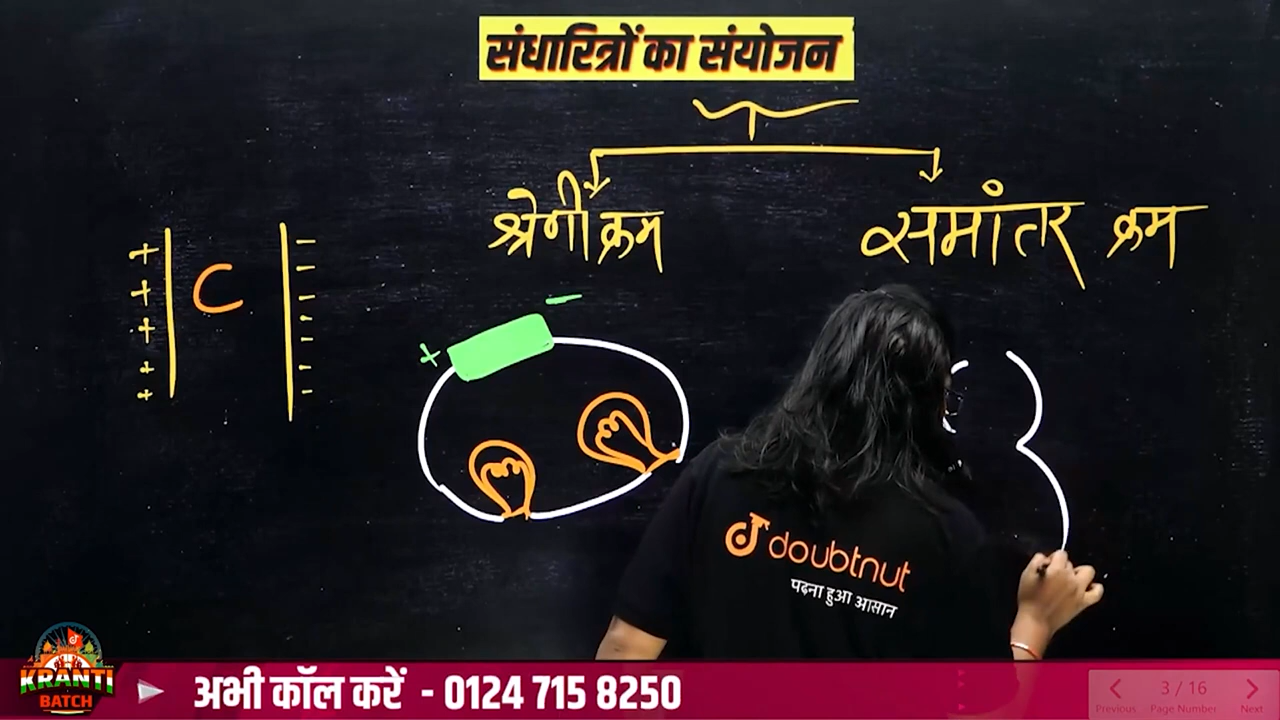 संधारित्रों का संयोजन
श्रेणीक्रम
समांतर क्रम
+
+
+
+
+
C
-
-
-
-
-
-
-
+
-
doubtnut
पढ़ना हुआ आसान
KRANTI
BATCH
अभी कॉल करें - 0124 715 8250
3 / 16
Previous
Page Number
Next